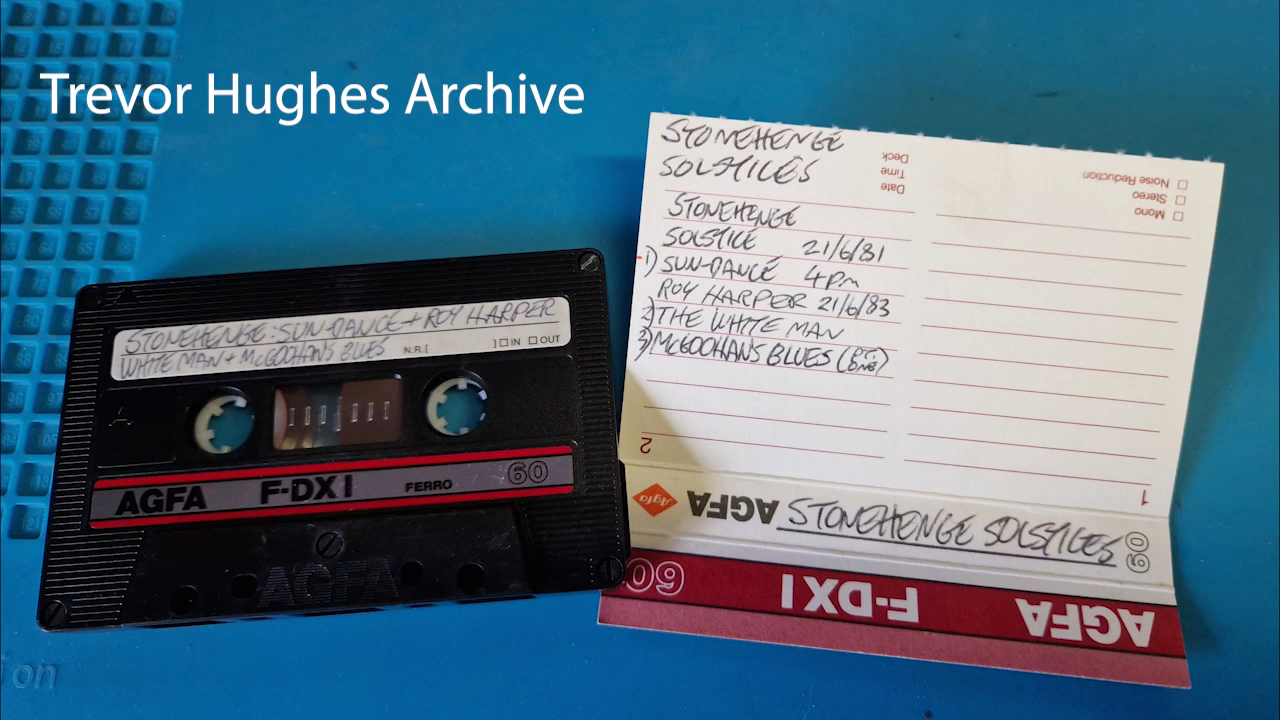 Trevor Hughes Archive
STONEHENGE: SUN-DANCE + ROY HARPER
WHITE MAN + McGOOHANS BLUES N.R.[ ] IN OUT
AGFA F-DX I FERRO 60
AGFA
STONEHENGE
SOLSTICES
Deck
Time
Date
Noise Reduction
Stereo
Mono
STONEHENGE
SOLSTICE 21/6/81
1) SUN-DANCE 4pm
ROY HARPER 21/6/83
2) THE WHITE MAN
3) McGOOHANS BLUES
2
1
Agfa AGFA STONEHENGE SOLSTICES 60
60 F-DX I AGFA
on